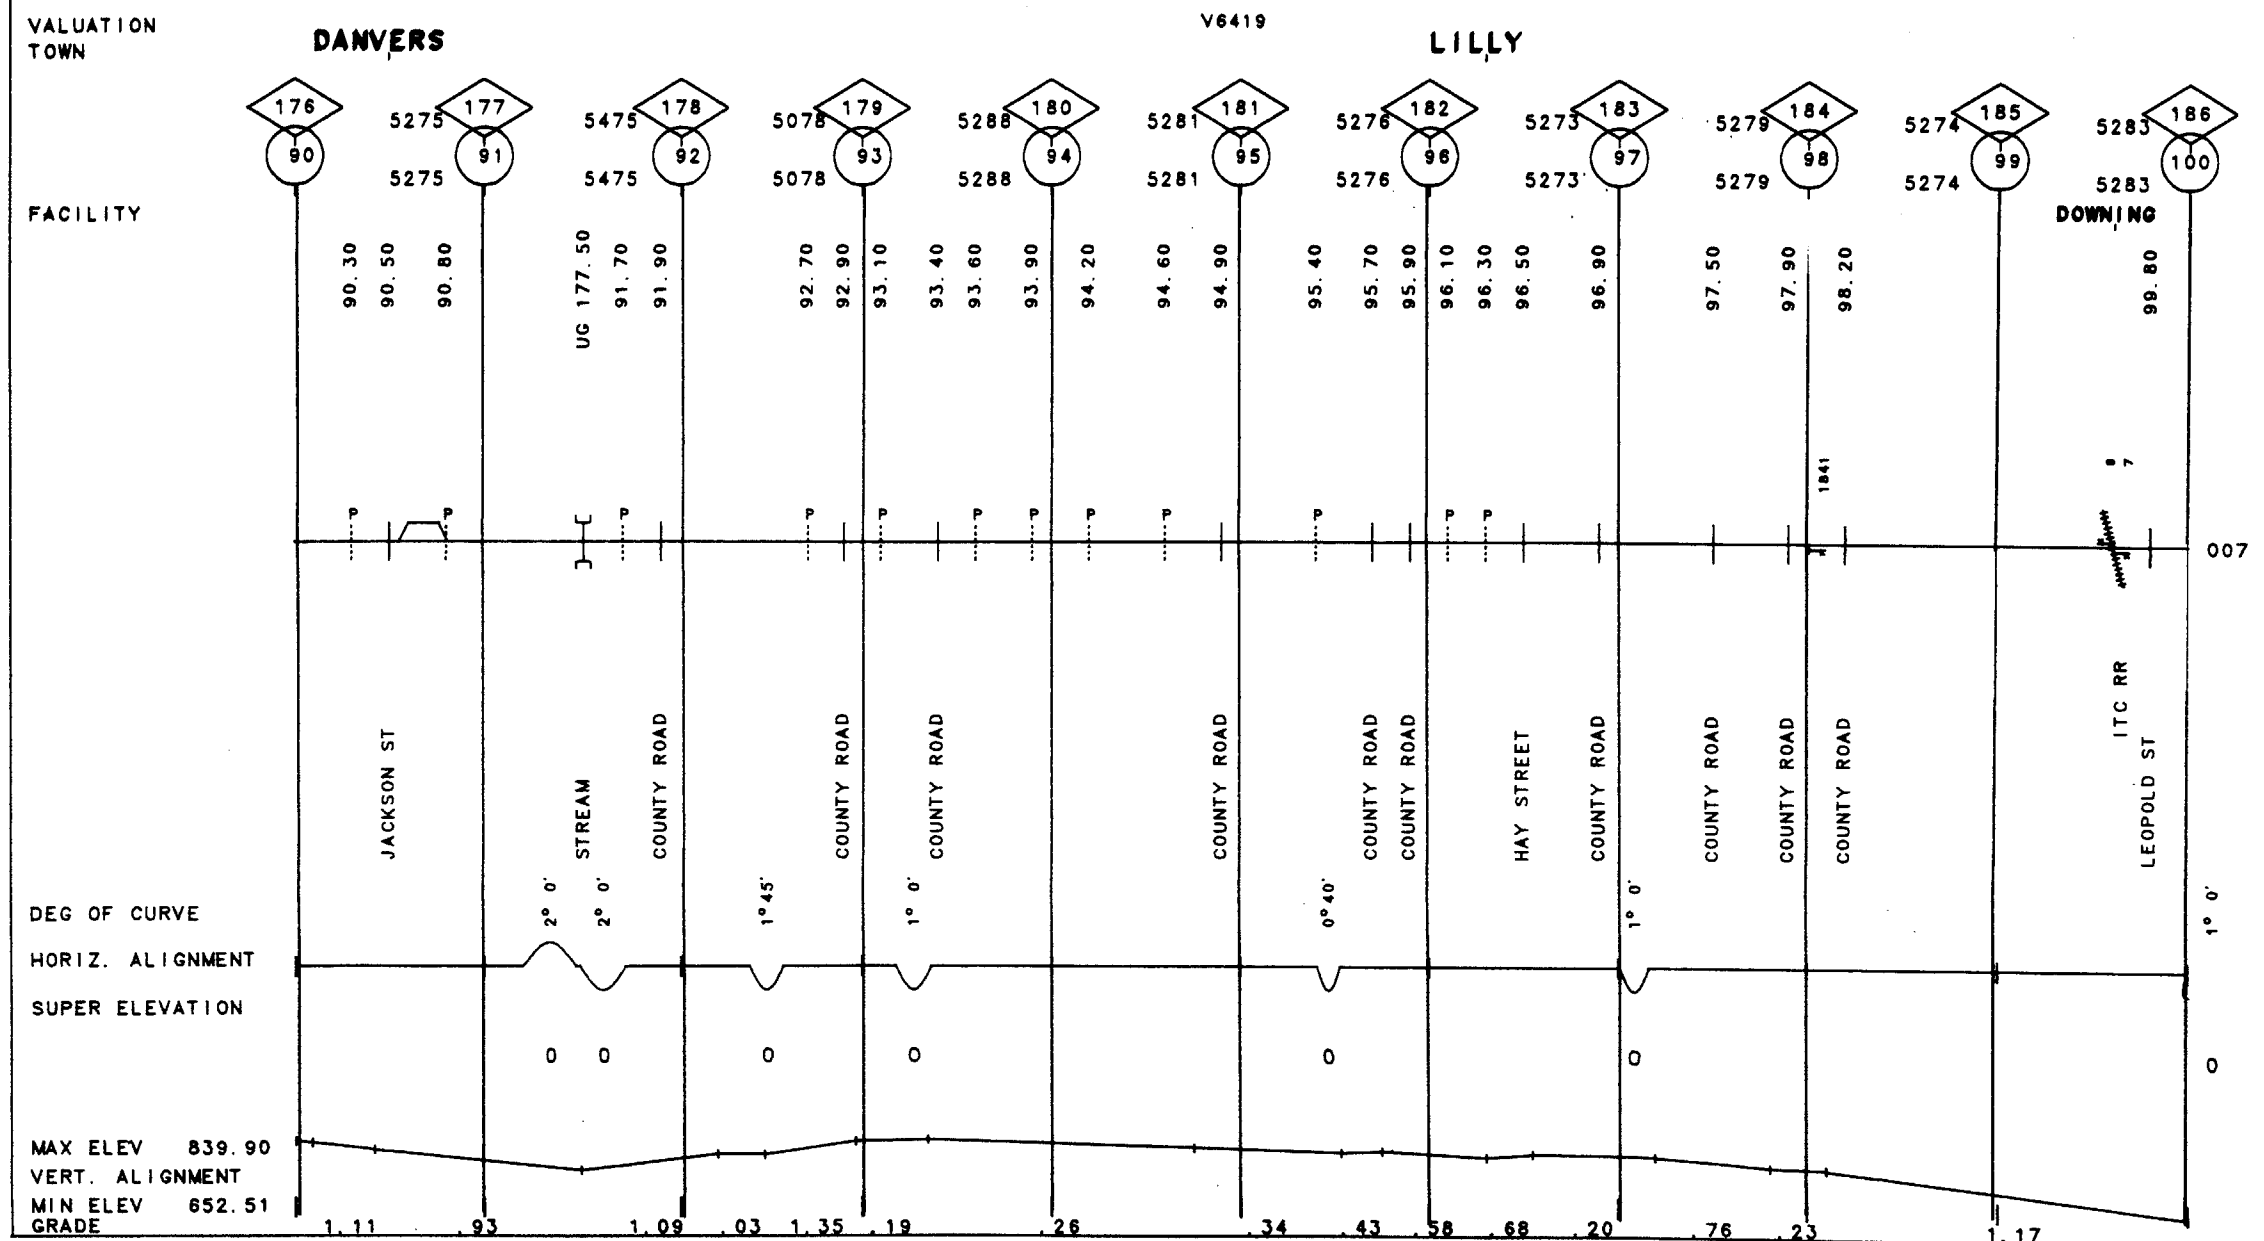 VALUATION V6419
TOWN DANVERS LILLY
176 177 178 179 180 181 182 183 184 185 186
5275 5475 5078 5288 5281 5276 5273 5279 5274 5283
90 91 92 93 94 95 96 97 98 99 100
5275 5475 5078 5288 5281 5276 5273 5279 5274 5283
FACILITY DOWNING
90.30
90.50
90.80
UG 177.50
91.70
91.90
92.70
92.90
93.10
93.40
93.60
93.90
94.20
94.60
94.90
95.40
95.70
95.90
96.10
96.30
96.50
96.90
97.50
97.90
98.20
99.80
1841
8
7
P P P P P P P P P P P P
007
JACKSON ST
STREAM
COUNTY ROAD
COUNTY ROAD
COUNTY ROAD
COUNTY ROAD
COUNTY ROAD
COUNTY ROAD
HAY STREET
COUNTY ROAD
COUNTY ROAD
COUNTY ROAD
COUNTY ROAD
ITC RR
LEOPOLD ST
DEG OF CURVE 2° 0' 2° 0' 1°45' 1° 0' 0°40' 1° 0' 1° 0'
HORIZ. ALIGNMENT
SUPER ELEVATION
0 0 0 0 0 0 0
MAX ELEV 839.90
VERT. ALIGNMENT
MIN ELEV 652.51
GRADE 1.11 .93 1.09 .03 1.35 .19 .26 .34 .43 .58 .68 .20 .76 .23 1.17